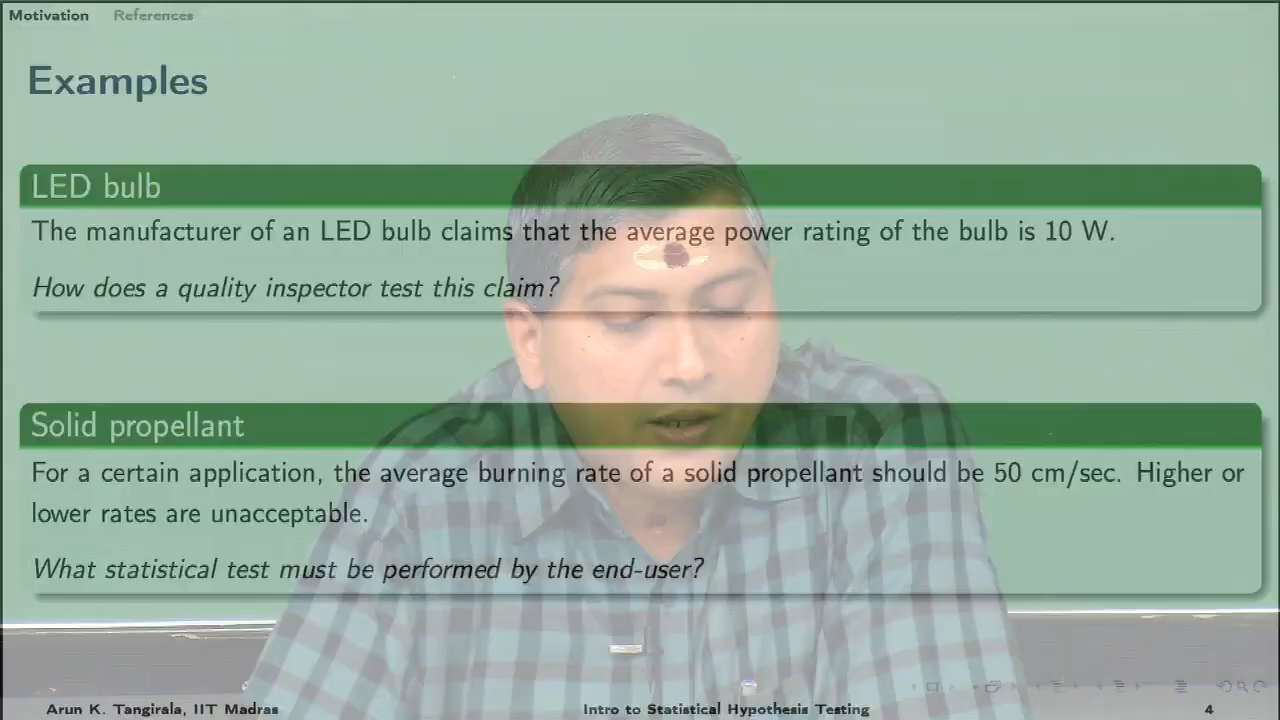 Motivation References
Examples
LED bulb
The manufacturer of an LED bulb claims that the average power rating of the bulb is 10 W.
How does a quality inspector test this claim?
Solid propellant
For a certain application, the average burning rate of a solid propellant should be 50 cm/sec. Higher or
lower rates are unacceptable.
What statistical test must be performed by the end-user?
Arun K. Tangirala, IIT Madras Intro to Statistical Hypothesis Testing 4